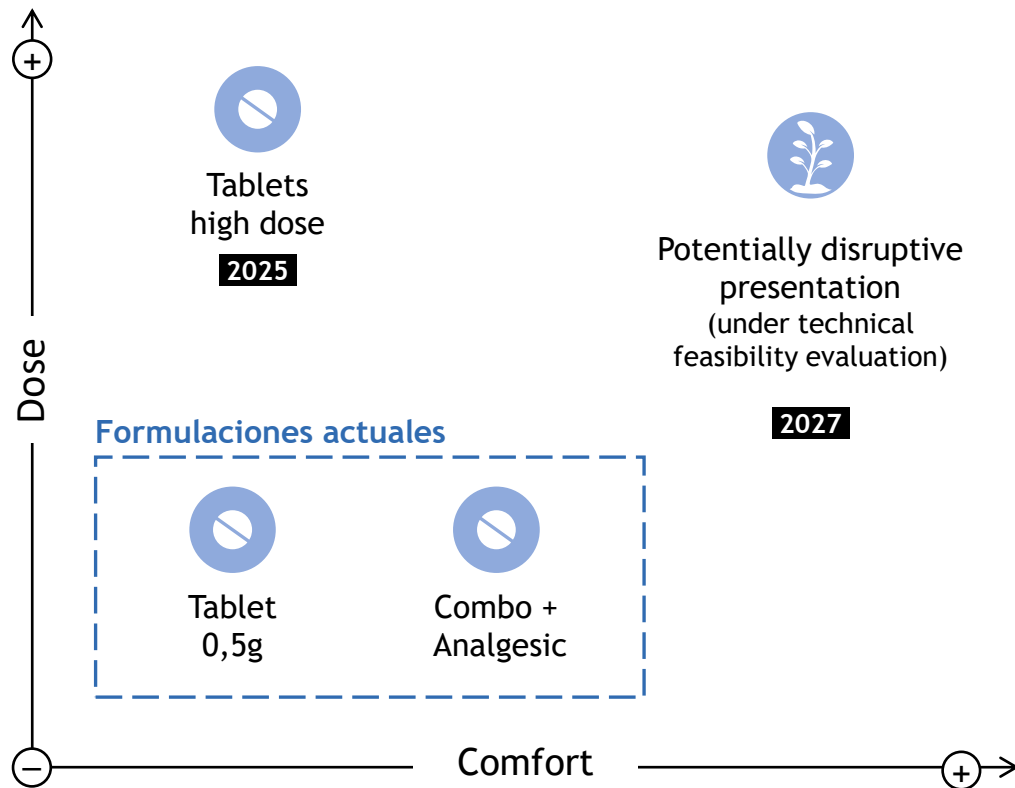 +
Tablets
high dose
2025
Potentially disruptive
presentation
(under technical
feasibility evaluation)
2027
Dose
Formulaciones actuales
Tablet
0,5g
Combo +
Analgesic
−
Comfort
+